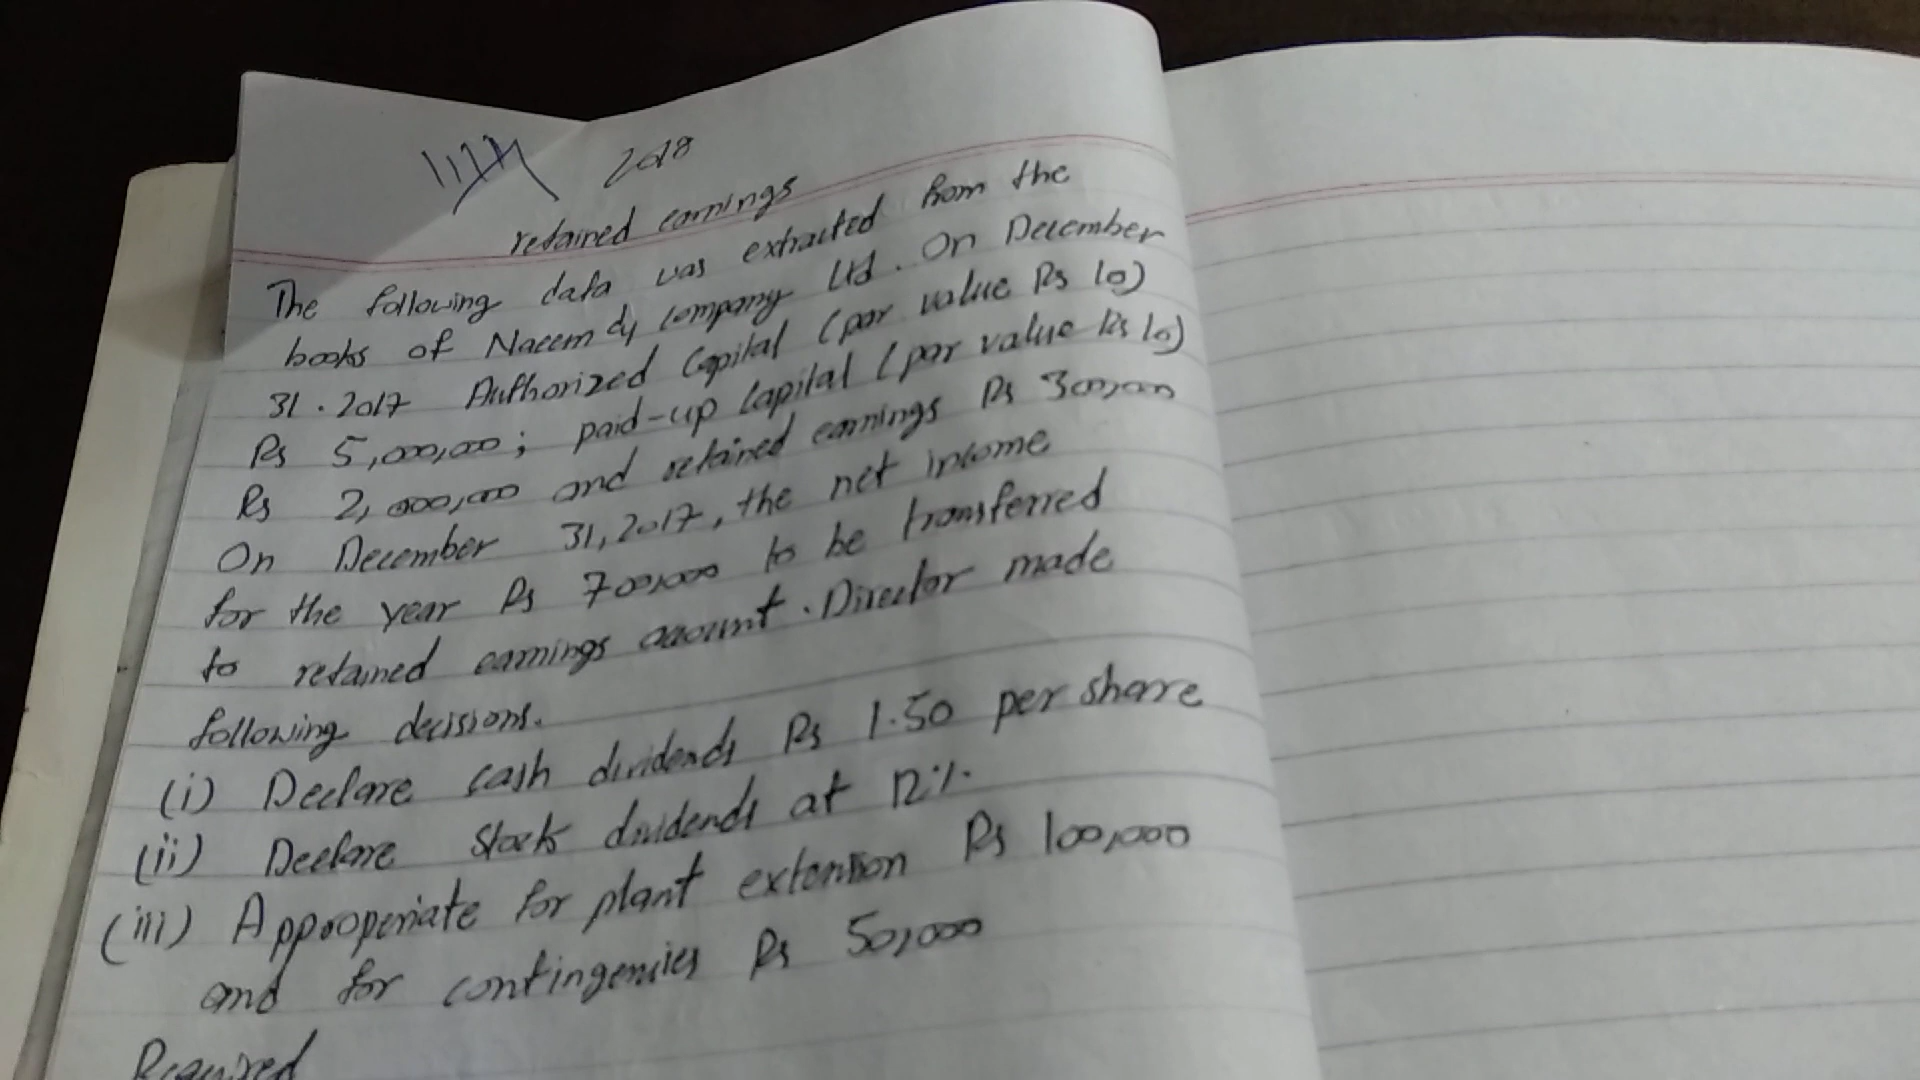 2018
retained earnings
The following data was extracted from the
books of Naeem dy company Ltd. On December
31. 2017 Authorized Capital (par value Rs 10)
Rs 5,000,000; paid-up Capital (par value Rs 10)
Rs 2,000,000 and retained earnings Rs 300,000
On December 31, 2017, the net income
for the year Rs 700,000 to be transferred
to retained earnings account. Director made
following decisions.
(i) Declare cash dividends Rs 1.50 per share
(ii) Declare Stock dividends at 12%.
(iii) Appropeniate for plant extention Rs 100,000
and for contingencies Rs 50,000
Required